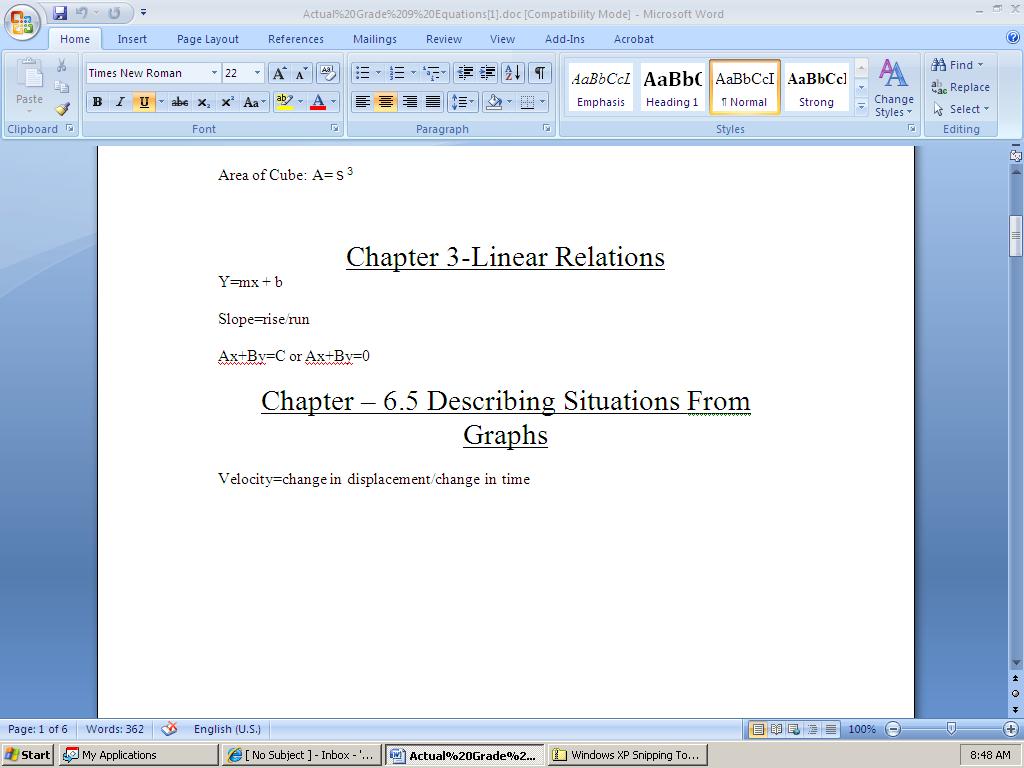 Actual%20Grade%209%20Equations[1].doc [Compatibility Mode] - Microsoft Word
Home Insert Page Layout References Mailings Review View Add-Ins Acrobat
Times New Roman 22 AaBbCcI AaBbC AaBbCcI AaBbCcI Find
Paste Replace
B I U abc x₂ x² Aa ab A Emphasis Heading 1 ¶ Normal Strong Change Styles Select
Clipboard Font Paragraph Styles Editing
Area of Cube: A= s ³
Chapter 3-Linear Relations
Y=mx + b
Slope=rise/run
Ax+By=C or Ax+By=0
Chapter – 6.5 Describing Situations From
Graphs
Velocity=change in displacement/change in time
Page: 1 of 6 Words: 362 English (U.S.) 100%
Start My Applications [ No Subject ] - Inbox - '... Actual%20Grade%2... Windows XP Snipping To... 8:48 AM